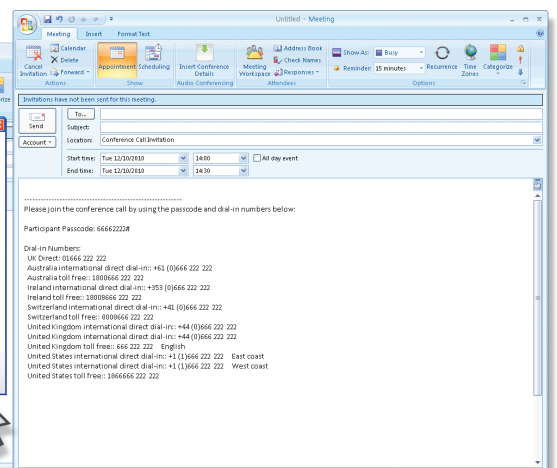 Untitled - Meeting
Meeting Insert Format Text
Cancel Invitation
Calendar
Delete
Forward
Actions
Appointment
Scheduling
Show
Insert Conference Details
Audio Conferencing
Meeting Workspace
Address Book
Check Names
Responses
Attendees
Show As: Busy
Reminder: 15 minutes
Recurrence
Time Zones
Categorize
Options
Invitations have not been sent for this meeting.
Send
Account
To...
Subject:
Location: Conference Call Invitation
Start time: Tue 12/10/2010 14:00 All day event
End time: Tue 12/10/2010 14:30
------------------------------------------------------------
Please join the conference call by using the passcode and dial-in numbers below:
Participant Passcode: 66662222#
Dial-in Numbers:
UK Direct: 01666 222 222
Australia international direct dial-in:: +61 (0)666 222 222
Australia toll free:: 1800666 222 222
Ireland international direct dial-in:: +353 (0)666 222 222
Ireland toll free:: 18008666 222 222
Switzerland international direct dial-in:: +41 (0)666 222 222
Switzerland toll free:: 8008666 222 222
United Kingdom international direct dial-in:: +44 (0)666 222 222
United Kingdom international direct dial-in:: +44 (0)666 222 222
United Kingdom toll free:: 666 222 222 English
United States international direct dial-in:: +1 (1)666 222 222 East coast
United States international direct dial-in:: +1 (1)666 222 222 West coast
United States toll free:: 1866666 222 222